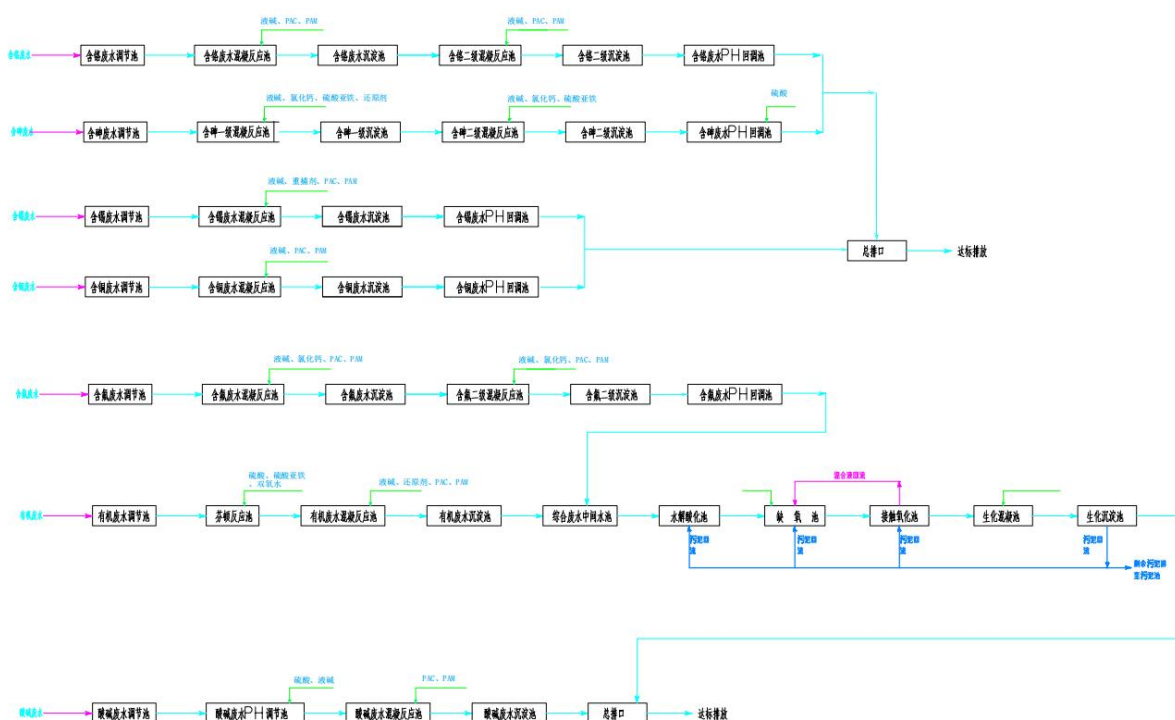 液碱、PAC、PAM
液碱、PAC、PAM
含铬废水
含铬废水调节池
含铬废水混凝反应池
含铬废水沉淀池
含铬二级混凝反应池
含铬二级沉淀池
含铬废水PH回调池
液碱、氯化钙、硫酸亚铁、还原剂
液碱、氯化钙、硫酸亚铁
硫酸
含砷废水
含砷废水调节池
含砷一级混凝反应池
含砷一级沉淀池
含砷二级混凝反应池
含砷二级沉淀池
含砷废水PH回调池
液碱、重捕剂、PAC、PAM
含锡废水
含锡废水调节池
含锡废水混凝反应池
含锡废水沉淀池
含锡废水PH回调池
总排口
达标排放
液碱、PAC、PAM
含铜废水
含铜废水调节池
含铜废水混凝反应池
含铜废水沉淀池
含铜废水PH回调池
液碱、氯化钙、PAC、PAM
液碱、氯化钙、PAC、PAM
含氟废水
含氟废水调节池
含氟废水混凝反应池
含氟废水沉淀池
含氟二级混凝反应池
含氟二级沉淀池
含氟废水PH回调池
硫酸、硫酸亚铁
、双氧水
液碱、还原剂、PAC、PAM
混合液回流
有机废水
有机废水调节池
芬顿反应池
有机废水混凝反应池
有机废水沉淀池
综合废水中间水池
水解酸化池
缺氧池
接触氧化池
生化混凝池
生化沉淀池
污泥回
流
污泥回
流
污泥回
流
污泥回
流
剩余污泥排
至污泥池
硫酸、液碱
PAC、PAM
酸碱废水
酸碱废水调节池
酸碱废水PH调节池
酸碱废水混凝反应池
酸碱废水沉淀池
总排口
达标排放